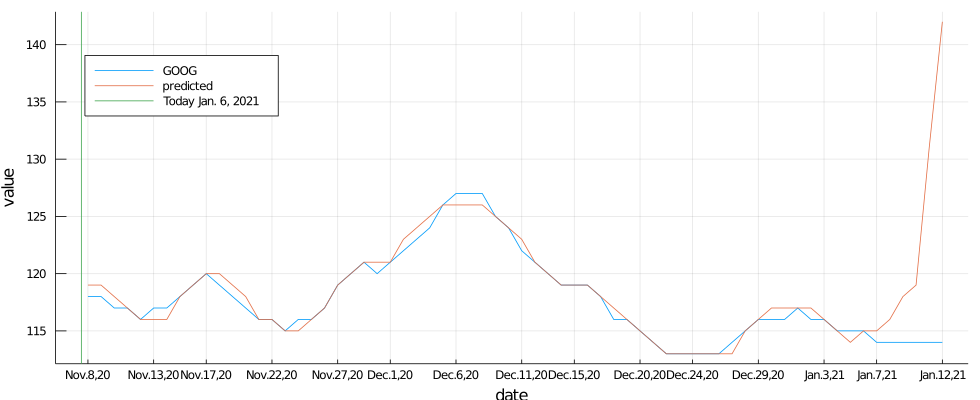 140
135
130
125
120
115
value
GOOG
predicted
Today Jan. 6, 2021
Nov.8,20 Nov.13,20 Nov.17,20 Nov.22,20 Nov.27,20 Dec.1,20 Dec.6,20 Dec.11,20 Dec.15,20 Dec.20,20 Dec.24,20 Dec.29,20 Jan.3,21 Jan.7,21 Jan.12,21
date